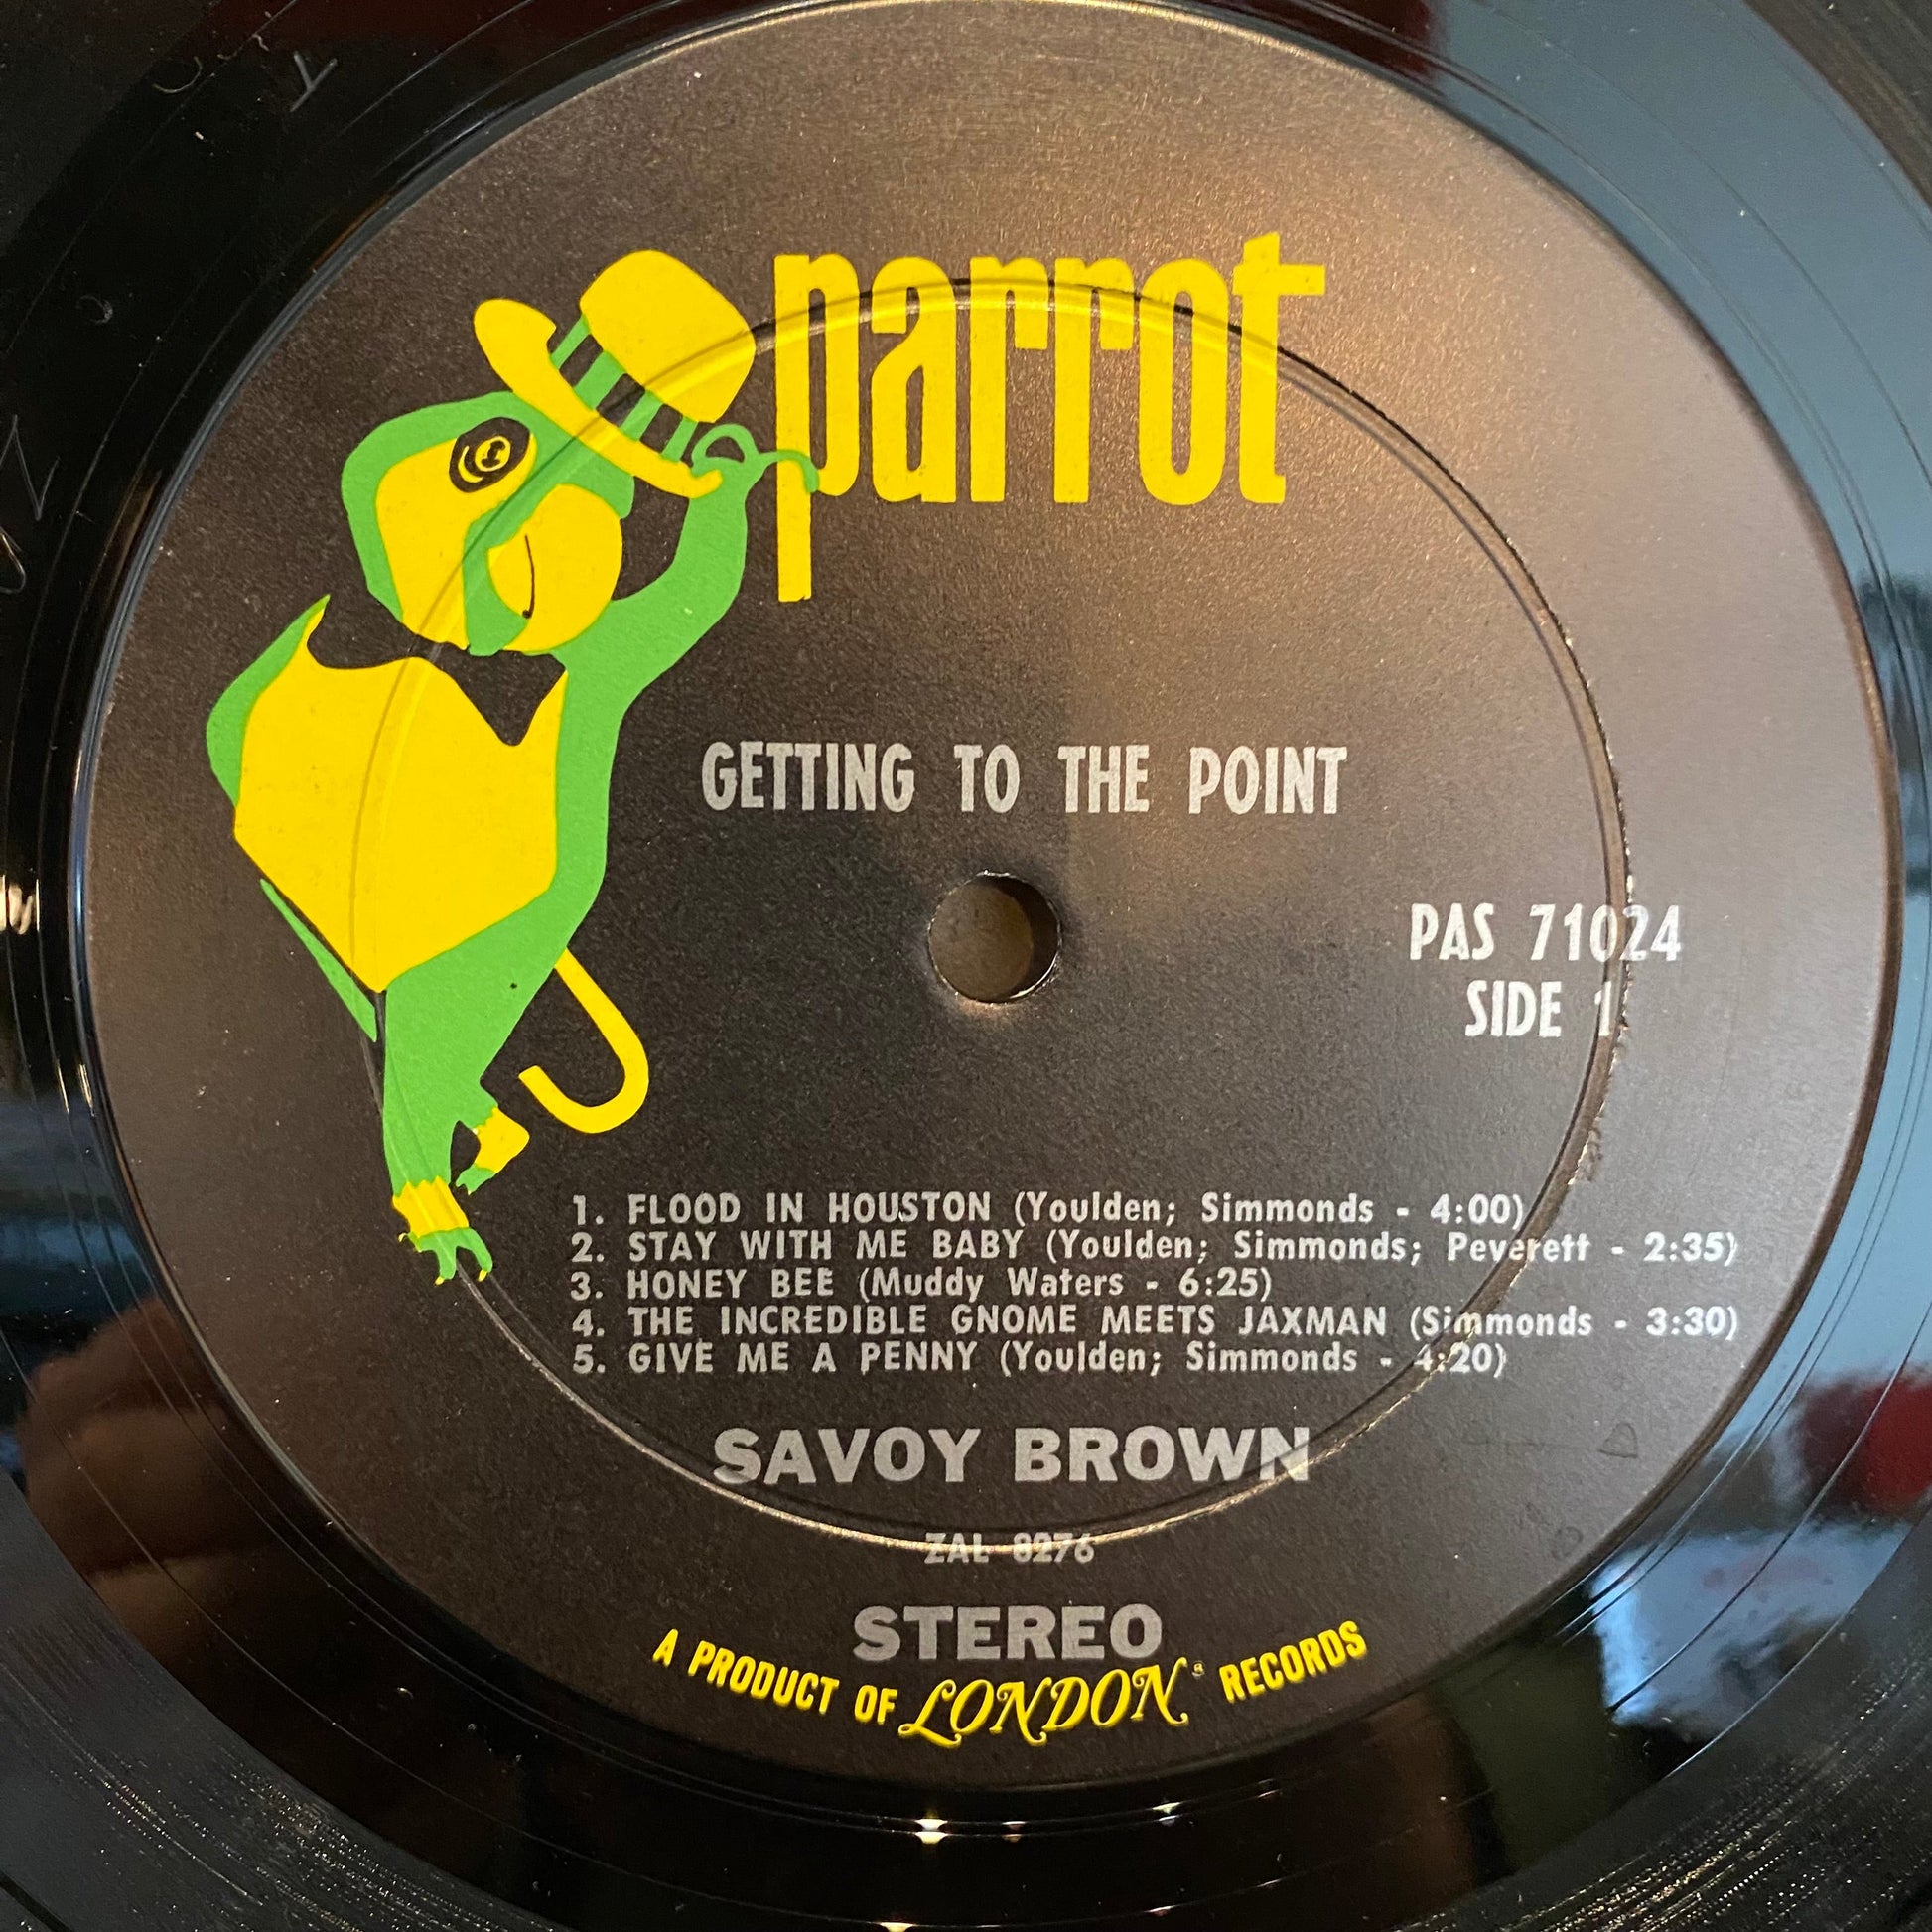 parrot
GETTING TO THE POINT
PAS 71024
SIDE 1
1. FLOOD IN HOUSTON (Youlden; Simmonds - 4:00)
2. STAY WITH ME BABY (Youlden; Simmonds; Peverett - 2:35)
3. HONEY BEE (Muddy Waters - 6:25)
4. THE INCREDIBLE GNOME MEETS JAXMAN (Simmonds - 3:30)
5. GIVE ME A PENNY (Youlden; Simmonds - 4:20)
SAVOY BROWN
ZAL 8276
STEREO
A PRODUCT OF LONDON® RECORDS